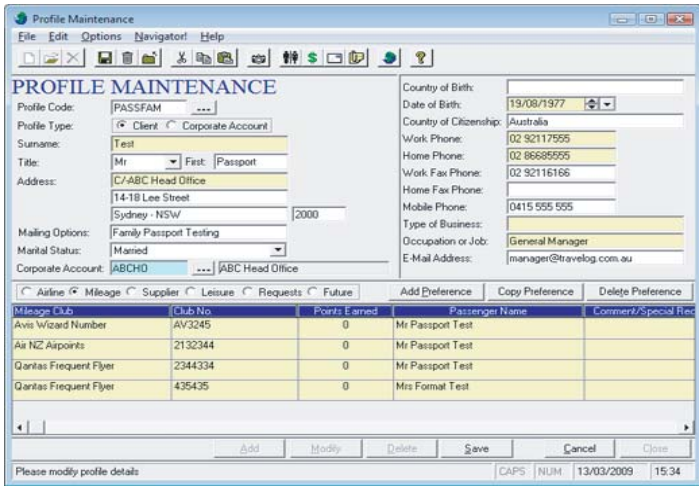 Profile Maintenance
File Edit Options Navigator! Help
PROFILE MAINTENANCE
Profile Code: PASSFAM ...
Profile Type: Client Corporate Account
Surname: Test
Title: Mr First: Passport
Address: C/-ABC Head Office
14-18 Lee Street
Sydney - NSW 2000
Mailing Options: Family Passport Testing
Marital Status: Married
Corporate Account: ABCHO ... ABC Head Office
Country of Birth:
Date of Birth: 19/08/1977
Country of Citizenship: Australia
Work Phone: 02 92117555
Home Phone: 02 86685555
Work Fax Phone: 02 92116166
Home Fax Phone:
Mobile Phone: 0415 555 555
Type of Business:
Occupation or Job: General Manager
E-Mail Address: manager@travelog.com.au
Airline Mileage Supplier Leisure Requests Future Add Preference Copy Preference Delete Preference
Mileage Club Club No. Points Earned Passenger Name Comment/Special Rec
Avis Wizard Number AV3245 0 Mr Passport Test
Air NZ Airpoints 2132344 0 Mr Passport Test
Qantas Frequent Flyer 2344334 0 Mr Passport Test
Qantas Frequent Flyer 435435 0 Mrs Format Test
Add Modify Delete Save Cancel Close
Please modify profile details CAPS NUM 13/03/2009 15:34